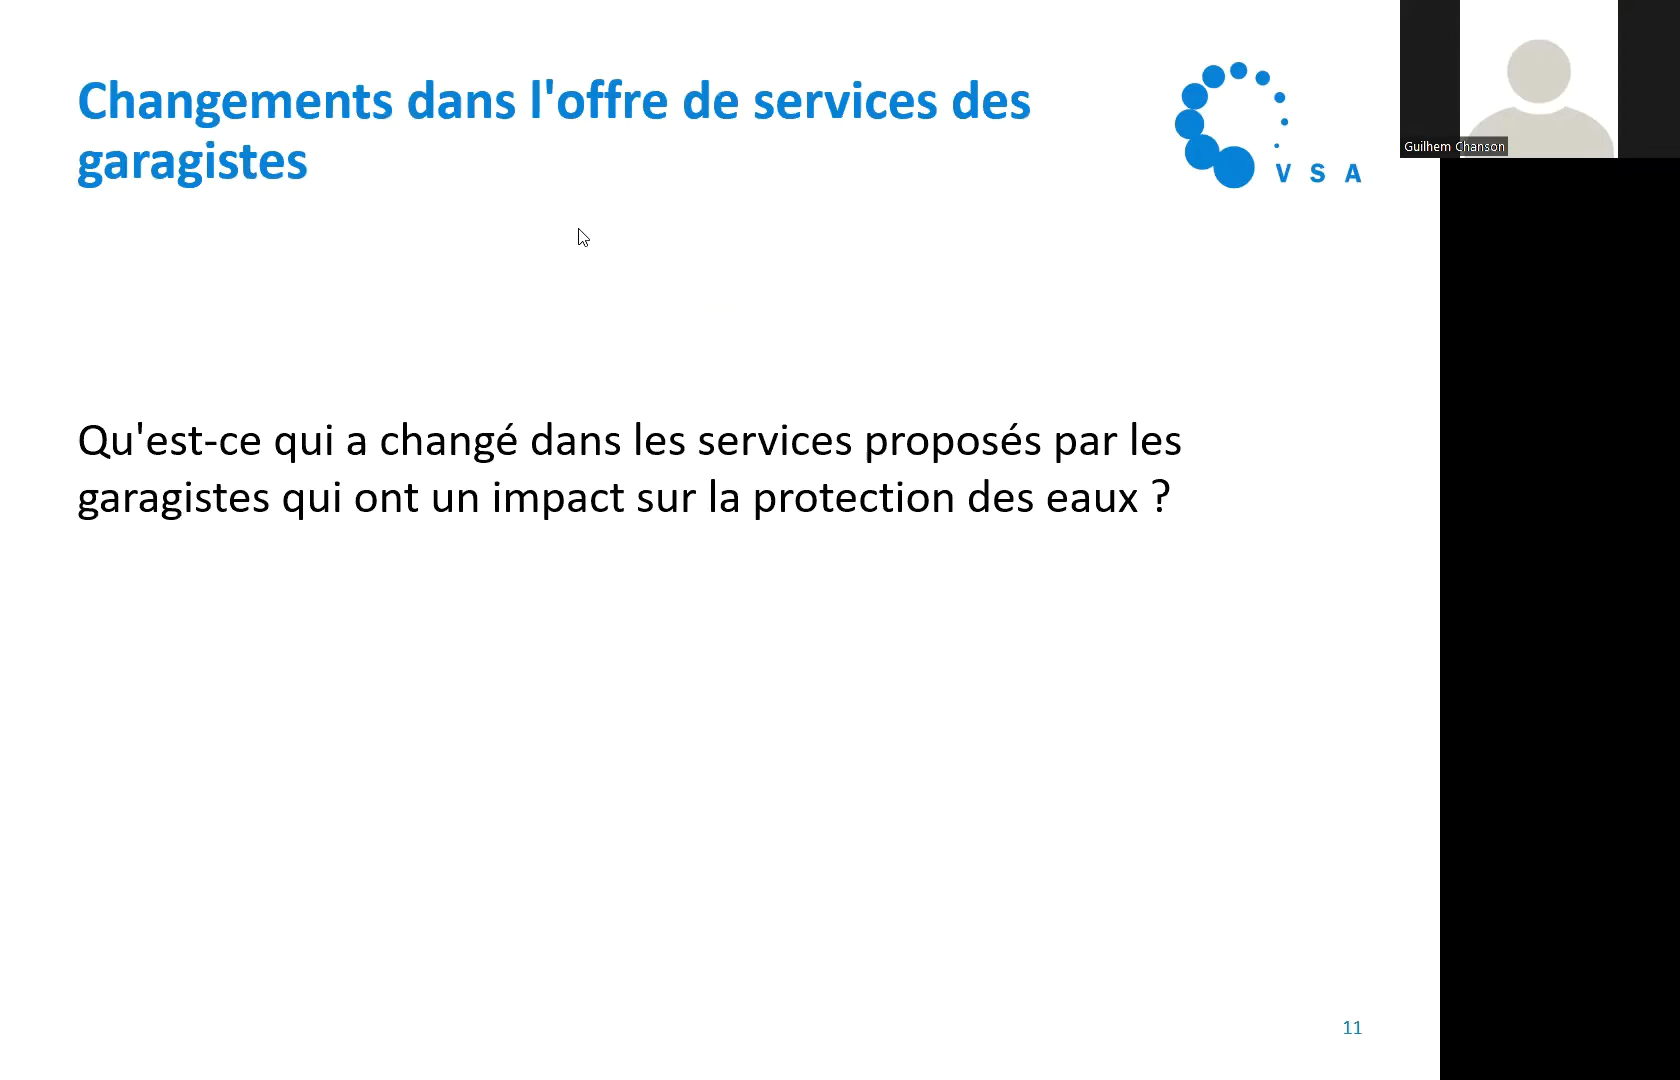 Changements dans l'offre de services des
garagistes
V S A
Guilhem Chanson
Qu'est-ce qui a changé dans les services proposés par les
garagistes qui ont un impact sur la protection des eaux ?
11